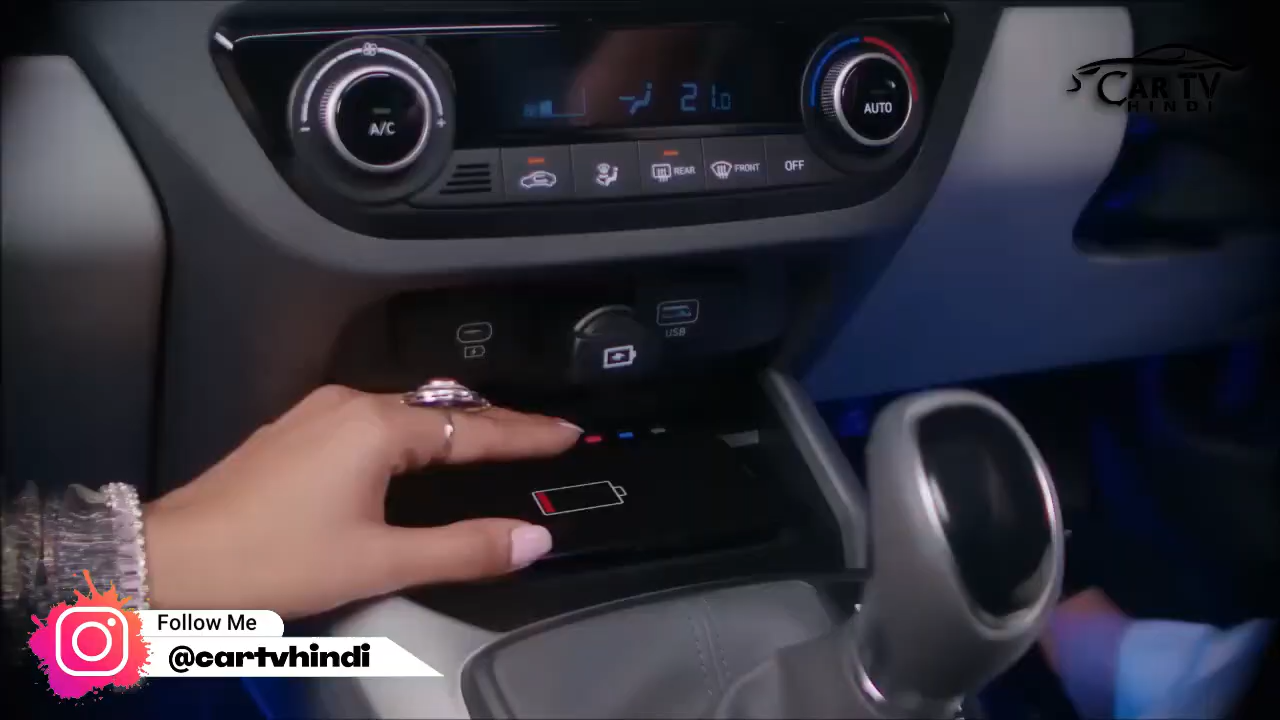 CAR TV
HINDI
21.0
A/C
AUTO
REAR
FRONT
OFF
USB
Follow Me
@cartvhindi